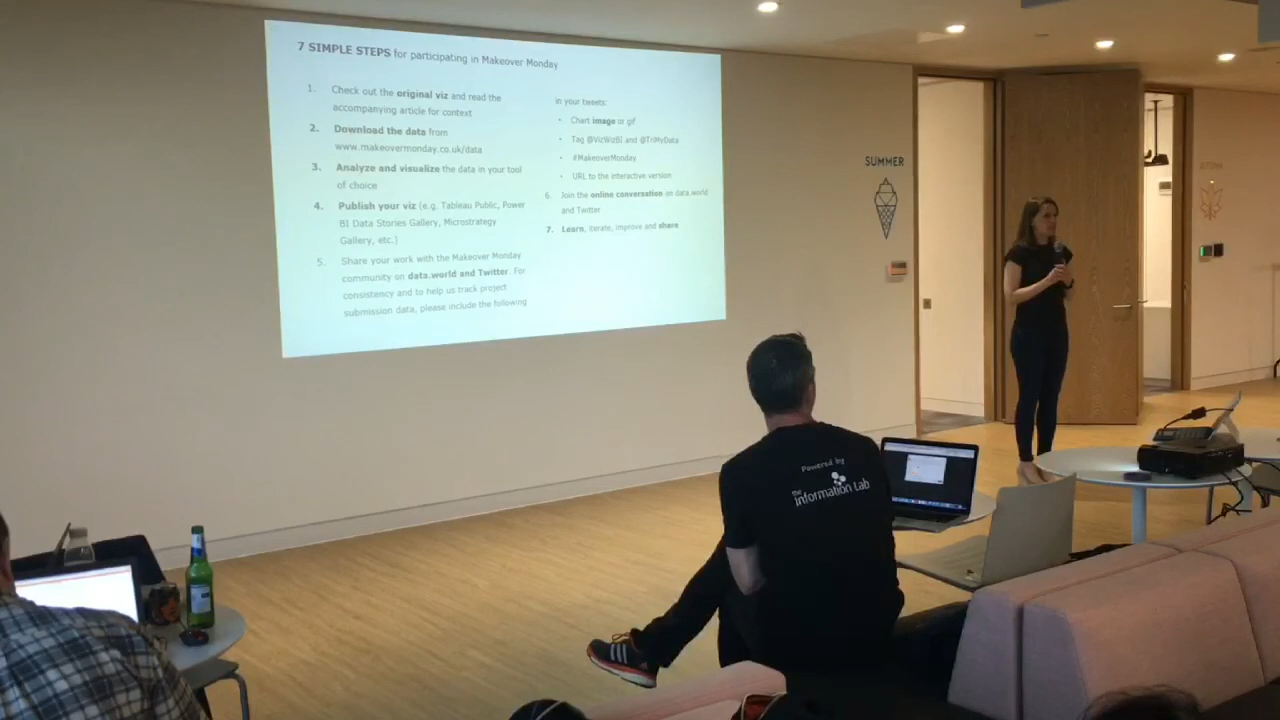 7 SIMPLE STEPS for participating in Makeover Monday
1. Check out the original viz and read the
accompanying article for context
2. Download the data from
www.makeovermonday.co.uk/data
3. Analyze and visualize the data in your tool
of choice
4. Publish your viz (e.g. Tableau Public, Power
BI Data Stories Gallery, Microstrategy
Gallery, etc.)
5. Share your work with the Makeover Monday
community on data.world and Twitter. For
consistency and to help us track project
submission data, please include the following
in your tweets:
• Chart image or gif
• Tag @VizWizBI and @TriMyData
• #MakeoverMonday
• URL to the interactive version
6. Join the online conversation on data.world
and Twitter
7. Learn, iterate, improve and share
SUMMER
Powered by
the
information lab